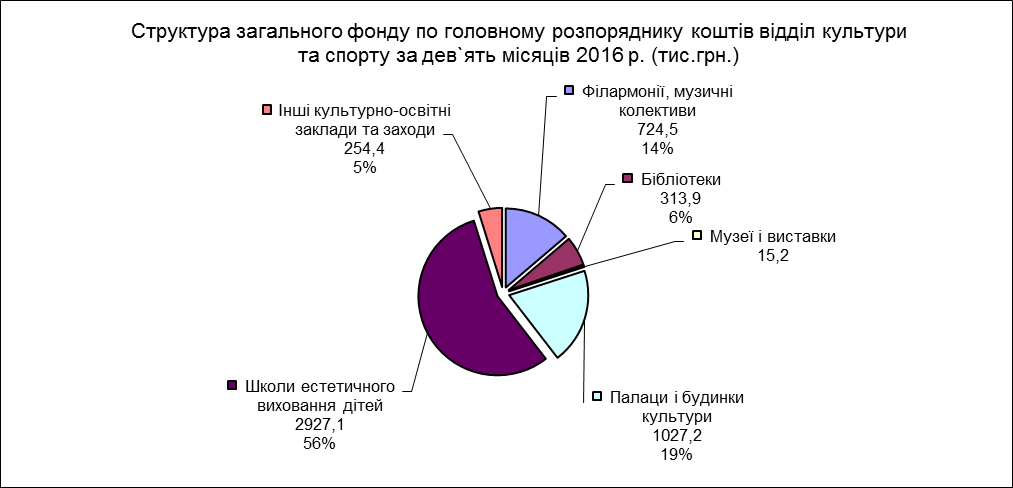 Структура загального фонду по головному розпоряднику коштів відділ культури
та спорту за дев`ять місяців 2016 р. (тис.грн.)
Філармонії, музичні
колективи
724,5
14%
Інші культурно-освітні
заклади та заходи
254,4
5%
Бібліотеки
313,9
6%
Музеї і виставки
15,2
Школи естетичного
виховання дітей
2927,1
56%
Палаци і будинки
культури
1027,2
19%